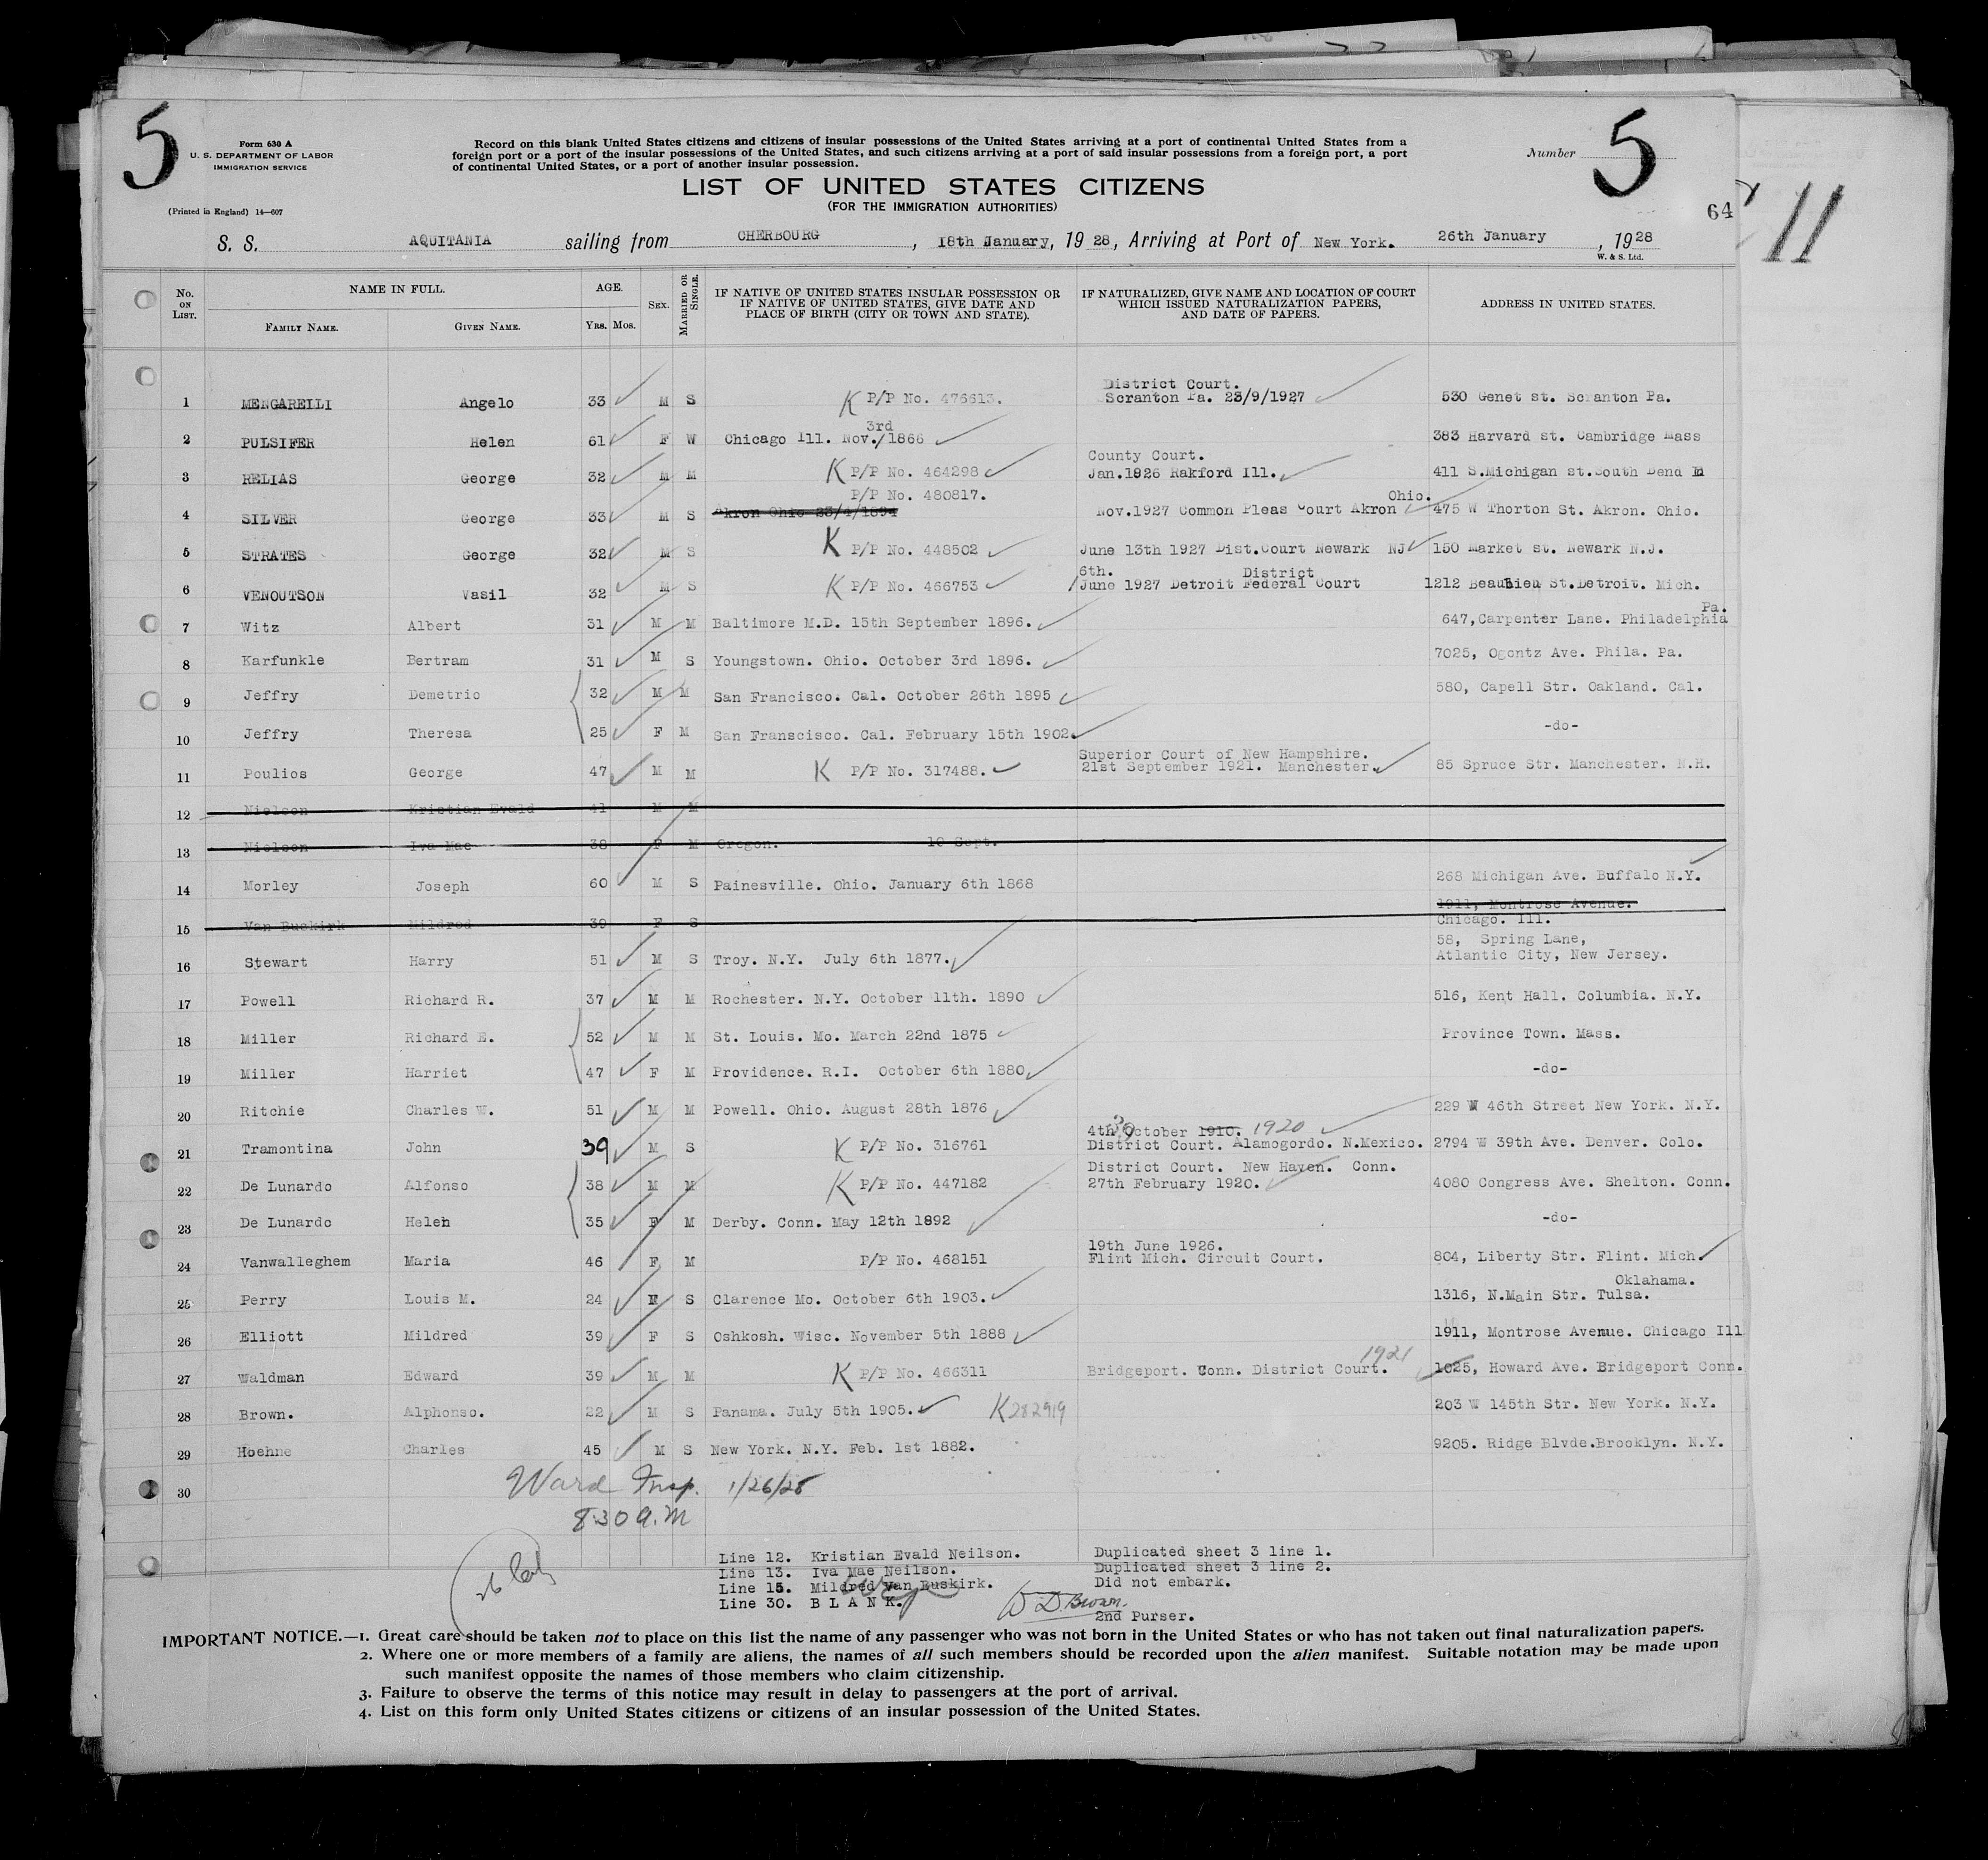 5
Form 630 A
U. S. DEPARTMENT OF LABOR
IMMIGRATION SERVICE
(Printed in England) 14—607
Record on this blank United States citizens and citizens of insular possessions of the United States arriving at a port of continental United States from a
foreign port or a port of the insular possessions of the United States, and such citizens arriving at a port of said insular possessions from a foreign port, a port
of continental United States, or a port of another insular possession.
Number 5
LIST OF UNITED STATES CITIZENS
(FOR THE IMMIGRATION AUTHORITIES)
64
11
S. S. AQUITANIA sailing from CHERBOURG, 18th January, 1928, Arriving at Port of New York. 26th January, 1928
W. & S. Ltd.
No. ON LIST. NAME IN FULL. FAMILY NAME. GIVEN NAME. AGE. YRS. MOS. SEX. MARRIED OR SINGLE. IF NATIVE OF UNITED STATES INSULAR POSSESSION OR IF NATIVE OF UNITED STATES, GIVE DATE AND PLACE OF BIRTH (CITY OR TOWN AND STATE). IF NATURALIZED, GIVE NAME AND LOCATION OF COURT WHICH ISSUED NATURALIZATION PAPERS, AND DATE OF PAPERS. ADDRESS IN UNITED STATES.
District Court.
1 MENGARELLI Angelo 33 M S K P/P No. 476613. Scranton Pa. 23/9/1927 530 Genet st. Scranton Pa.
3rd
2 PULSIFER Helen 61 F W Chicago Ill. Nov./1866 383 Harvard st. Cambridge Mass
County Court.
3 RELIAS George 32 M M K P/P No. 464298 Jan.1926 Rakford Ill. 411 S.Michigan st.South Bend In
P/P No. 480817. Ohio.
4 SILVER George 33 M S Akron Ohio 23/4/1894 Nov.1927 Common Pleas Court Akron 475 W Thorton St. Akron. Ohio.
5 STRATES George 32 M S K P/P No. 448502 June 13th 1927 Dist.Court Newark NJ 150 Market st. Newark N.J.
6th. District
6 VENOUTSON Vasil 32 M S K P/P No. 466753 /June 1927 Detroit Federal Court 1212 Beaubien St.Detroit. Mich.
Pa.
7 Witz Albert 31 M M Baltimore M.D. 15th September 1896. 647,Carpenter Lane. Philadelphia
8 Karfunkle Bertram 31 M S Youngstown. Ohio. October 3rd 1896. 7025, Ogontz Ave. Phila. Pa.
9 Jeffry Demetrio 32 M M San Francisco. Cal. October 26th 1895 580, Capell Str. Oakland. Cal.
10 Jeffry Theresa 25 F M San Franscisco. Cal. February 15th 1902. -do-
Superior Court of New Hampshire.
11 Poulios George 47 M M K P/P No. 317488. 21st September 1921. Manchester. 85 Spruce Str. Manchester. N.H.
12 Nielson Kristian Evald 41 M M
13 Nielson Iva Mae 38 F M Oregon. 10 Sept.
14 Morley Joseph 60 M S Painesville. Ohio. January 6th 1868 268 Michigan Ave. Buffalo N.Y.
1911, Montrose Avenue.
15 Van Buskirk Mildred 39 F S Chicago. Ill.
58, Spring Lane,
16 Stewart Harry 51 M S Troy. N.Y. July 6th 1877. Atlantic City, New Jersey.
17 Powell Richard R. 37 M M Rochester. N.Y. October 11th. 1890 516, Kent Hall. Columbia. N.Y.
18 Miller Richard E. 52 M M St. Louis. Mo. March 22nd 1875 Province Town. Mass.
19 Miller Harriet 47 F M Providence. R.I. October 6th 1880 -do-
20 Ritchie Charles W. 51 M M Powell. Ohio. August 28th 1876 229 W 46th Street New York. N.Y.
4th October 1910. 1920
21 Tramontina John 39 M S K P/P No. 316761 District Court. Alamogordo. N.Mexico. 2794 W 39th Ave. Denver. Colo.
District Court. New Haven. Conn.
22 De Lunardo Alfonso 38 M M K P/P No. 447182 27th February 1920. 4080 Congress Ave. Shelton. Conn.
23 De Lunardo Helen 35 F M Derby. Conn. May 12th 1892 -do-
19th June 1926.
24 Vanwalleghem Maria 46 F M P/P No. 468151 Flint Mich. Circuit Court. 804, Liberty Str. Flint. Mich.
Oklahama.
25 Perry Louis M. 24 S Clarence Mo. October 6th 1903. 1316, N.Main Str. Tulsa.
26 Elliott Mildred 39 F S Oshkosh. Wisc. November 5th 1888 1911, Montrose Avenue. Chicago Ill
1921
27 Waldman Edward 39 M M K P/P No. 466311 Bridgeport. Conn. District Court. 1025, Howard Ave. Bridgeport Conn.
28 Brown. Alphonso. 22 M S Panama. July 5th 1905. K282919 203 W 145th Str. New York. N.Y.
29 Hoehne Charles 45 M S New York. N.Y. Feb. 1st 1882. 9205. Ridge Blvde.Brooklyn. N.Y.
30
Ward Insp. 1/26/28
8.30 A.M
Line 12. Kristian Evald Neilson. Duplicated sheet 3 line 1.
Line 13. Iva Mae Neilson. Duplicated sheet 3 line 2.
Line 15. Mildred Van Buskirk. Did not embark.
Line 30. B L A N K.
W D Brown.
2nd Purser.
IMPORTANT NOTICE.—1. Great care should be taken not to place on this list the name of any passenger who was not born in the United States or who has not taken out final naturalization papers.
2. Where one or more members of a family are aliens, the names of all such members should be recorded upon the alien manifest. Suitable notation may be made upon
such manifest opposite the names of those members who claim citizenship.
3. Failure to observe the terms of this notice may result in delay to passengers at the port of arrival.
4. List on this form only United States citizens or citizens of an insular possession of the United States.